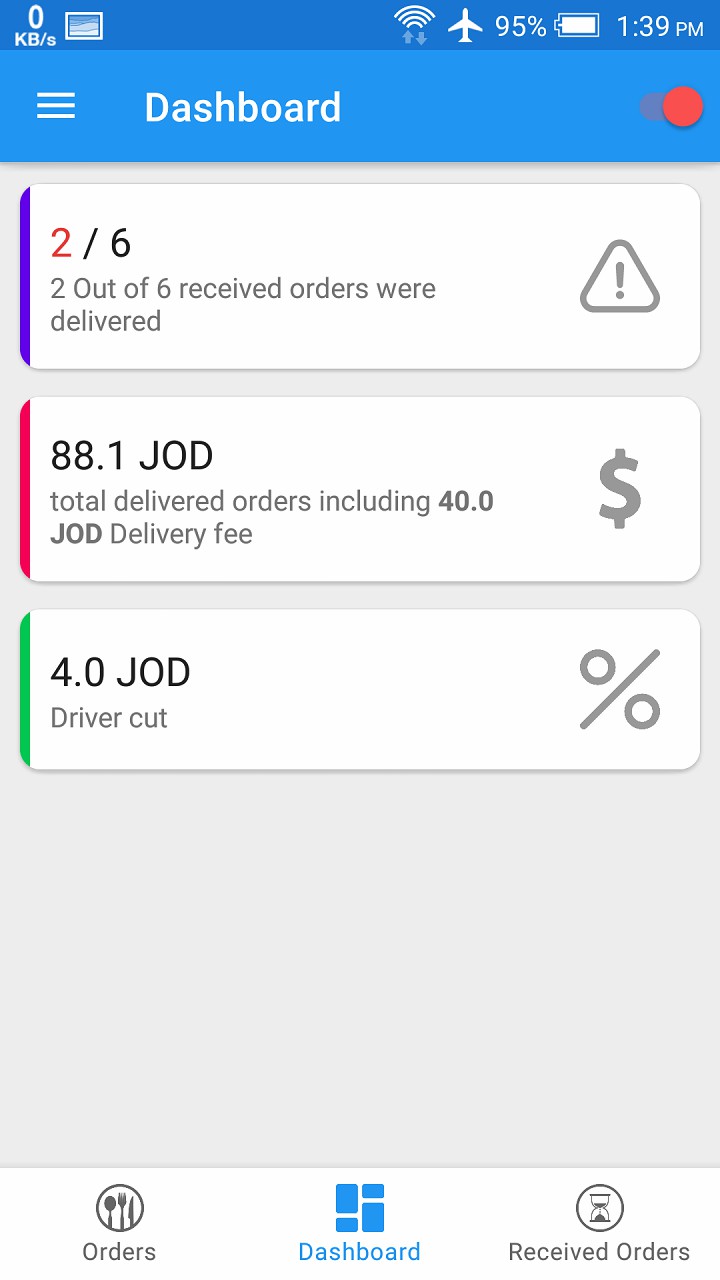 0
KB/s
95%
1:39 PM
Dashboard
2 / 6
2 Out of 6 received orders were
delivered
88.1 JOD
total delivered orders including 40.0
JOD Delivery fee
4.0 JOD
Driver cut
Orders
Dashboard
Received Orders